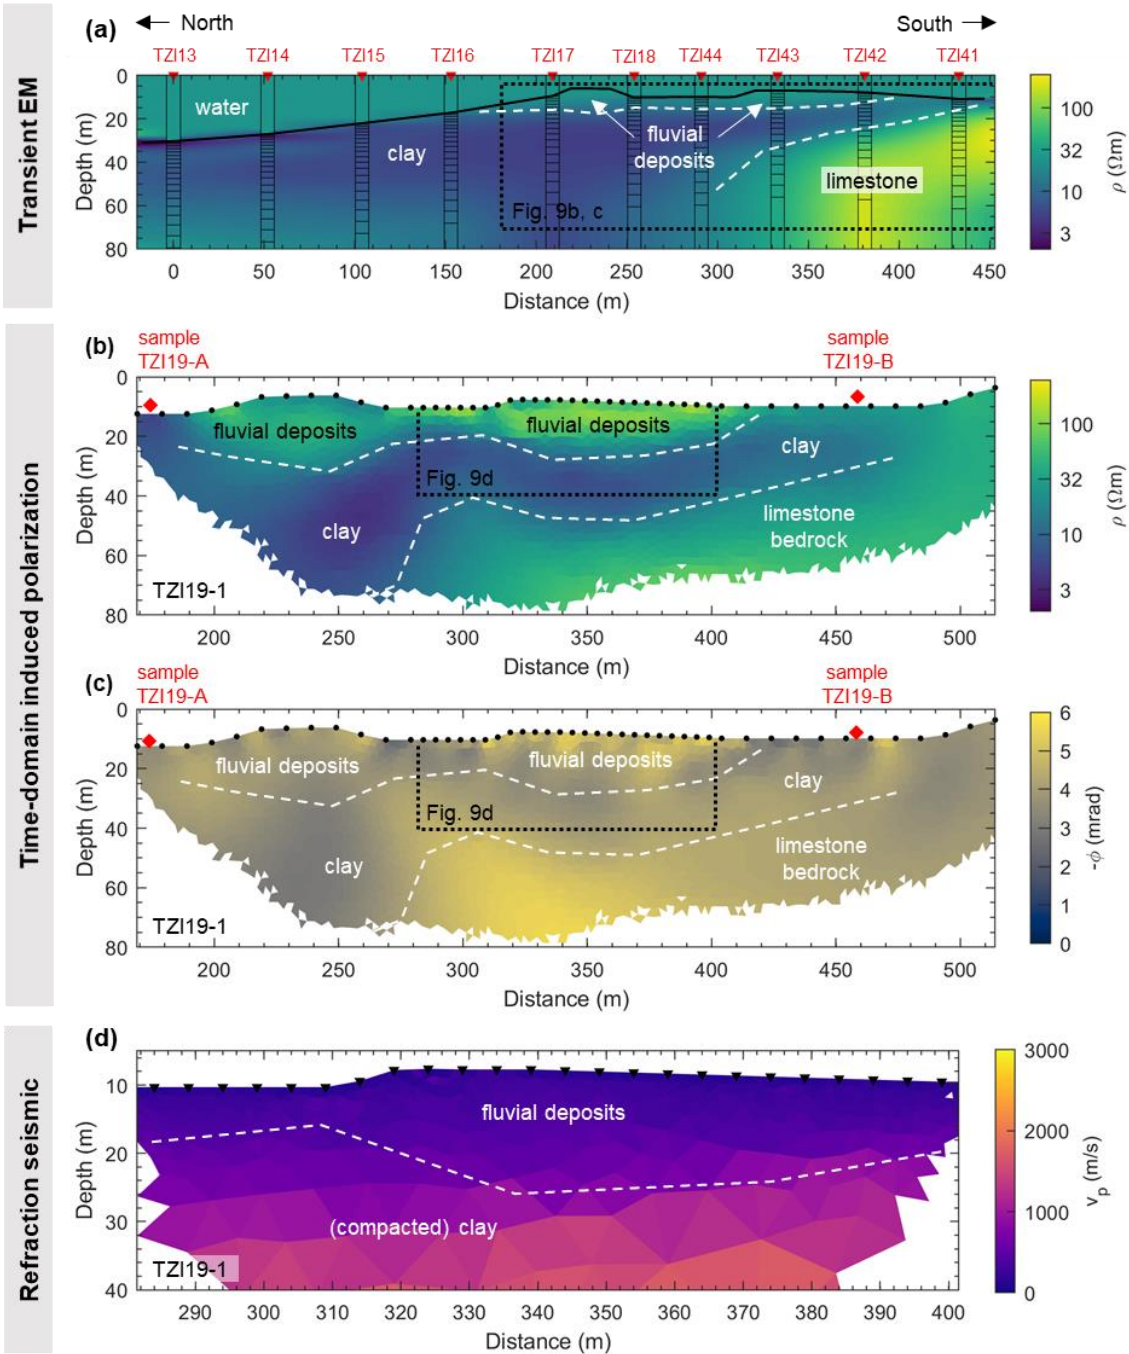 (a)
North
South
TZI13 TZI14 TZI15 TZI16 TZI17 TZI18 TZI44 TZI43 TZI42 TZI41
Transient EM
Depth (m)
0
20
40
60
80
water
clay
fluvial
deposits
limestone
Fig. 9b, c
0 50 100 150 200 250 300 350 400 450
Distance (m)
100
32
10
3
ρ (Ωm)
Time-domain induced polarization
(b)
sample
TZI19-A
sample
TZI19-B
Depth (m)
0
20
40
60
80
fluvial deposits
fluvial deposits
clay
Fig. 9d
clay
limestone
bedrock
TZI19-1
200 250 300 350 400 450 500
Distance (m)
100
32
10
3
ρ (Ωm)
(c)
sample
TZI19-A
sample
TZI19-B
Depth (m)
0
20
40
60
80
fluvial deposits
fluvial deposits
clay
Fig. 9d
clay
limestone
bedrock
TZI19-1
200 250 300 350 400 450 500
Distance (m)
6
5
4
3
2
1
0
-ϕ (mrad)
Refraction seismic
(d)
Depth (m)
10
20
30
40
fluvial deposits
(compacted) clay
TZI19-1
290 300 310 320 330 340 350 360 370 380 390 400
Distance (m)
3000
2000
1000
0
vp (m/s)